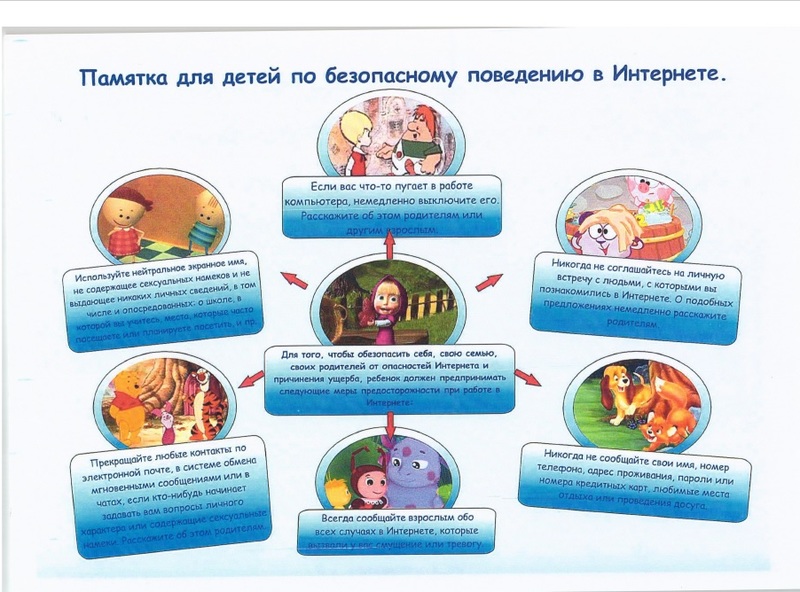 Памятка для детей по безопасному поведению в Интернете.
Если вас что-то пугает в работе
компьютера, немедленно выключите его.
Расскажите об этом родителям или
другим взрослым.
Используйте нейтральное экранное имя,
не содержащее сексуальных намеков и не
выдающее никаких личных сведений, в том
числе и опосредованных: о школе, в
которой вы учитесь, места, которые часто
посещаете или планируете посетить, и пр.
Никогда не соглашайтесь на личную
встречу с людьми, с которыми вы
познакомились в Интернете. О подобных
предложениях немедленно расскажите
родителям.
Для того, чтобы обезопасить себя, свою семью,
своих родителей от опасностей Интернета и
причинения ущерба, ребенок должен предпринимать
следующие меры предосторожности при работе в
Интернете:
Прекращайте любые контакты по
электронной почте, в системе обмена
мгновенными сообщениями или в
чатах, если кто-нибудь начинает
задавать вам вопросы личного
характера или содержащие сексуальные
намеки. Расскажите об этом родителям.
Всегда сообщайте взрослым обо
всех случаях в Интернете, которые
вызвали у вас смущение или тревогу.
Никогда не сообщайте свои имя, номер
телефона, адрес проживания, пароли или
номера кредитных карт, любимые места
отдыха или проведения досуга.